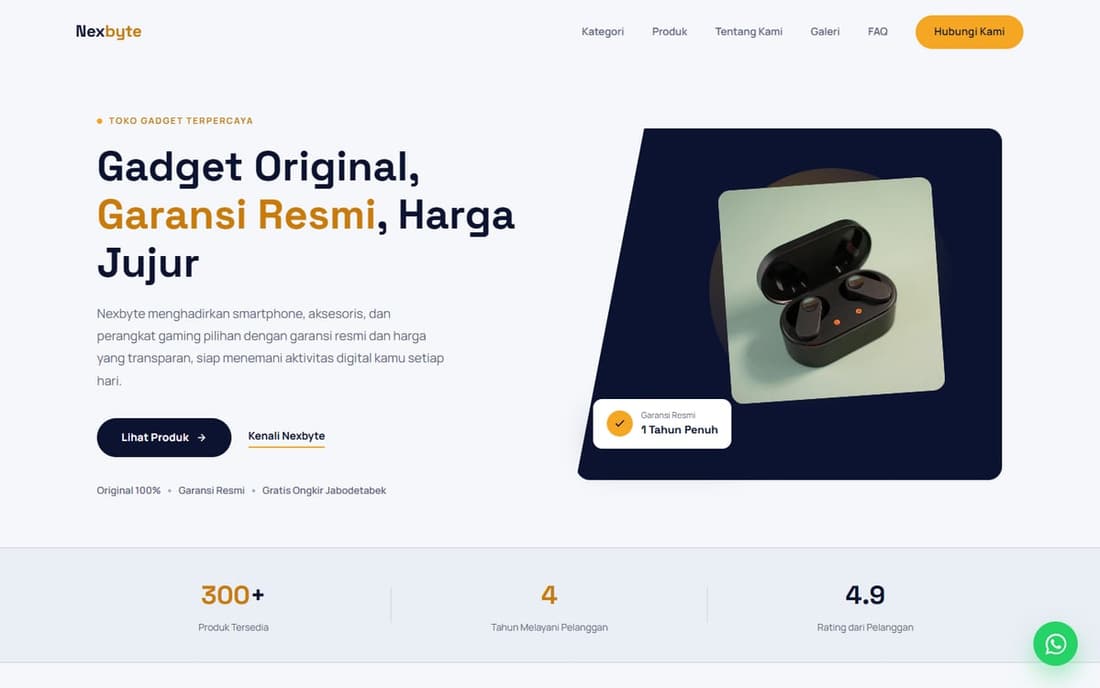 Nexbyte
Kategori
Produk
Tentang Kami
Galeri
FAQ
Hubungi Kami
TOKO GADGET TERPERCAYA
Gadget Original,
Garansi Resmi, Harga
Jujur
Nexbyte menghadirkan smartphone, aksesoris, dan
perangkat gaming pilihan dengan garansi resmi dan harga
yang transparan, siap menemani aktivitas digital kamu setiap
hari.
Lihat Produk →
Kenali Nexbyte
Original 100% • Garansi Resmi • Gratis Ongkir Jabodetabek
Garansi Resmi
1 Tahun Penuh
300+
Produk Tersedia
4
Tahun Melayani Pelanggan
4.9
Rating dari Pelanggan